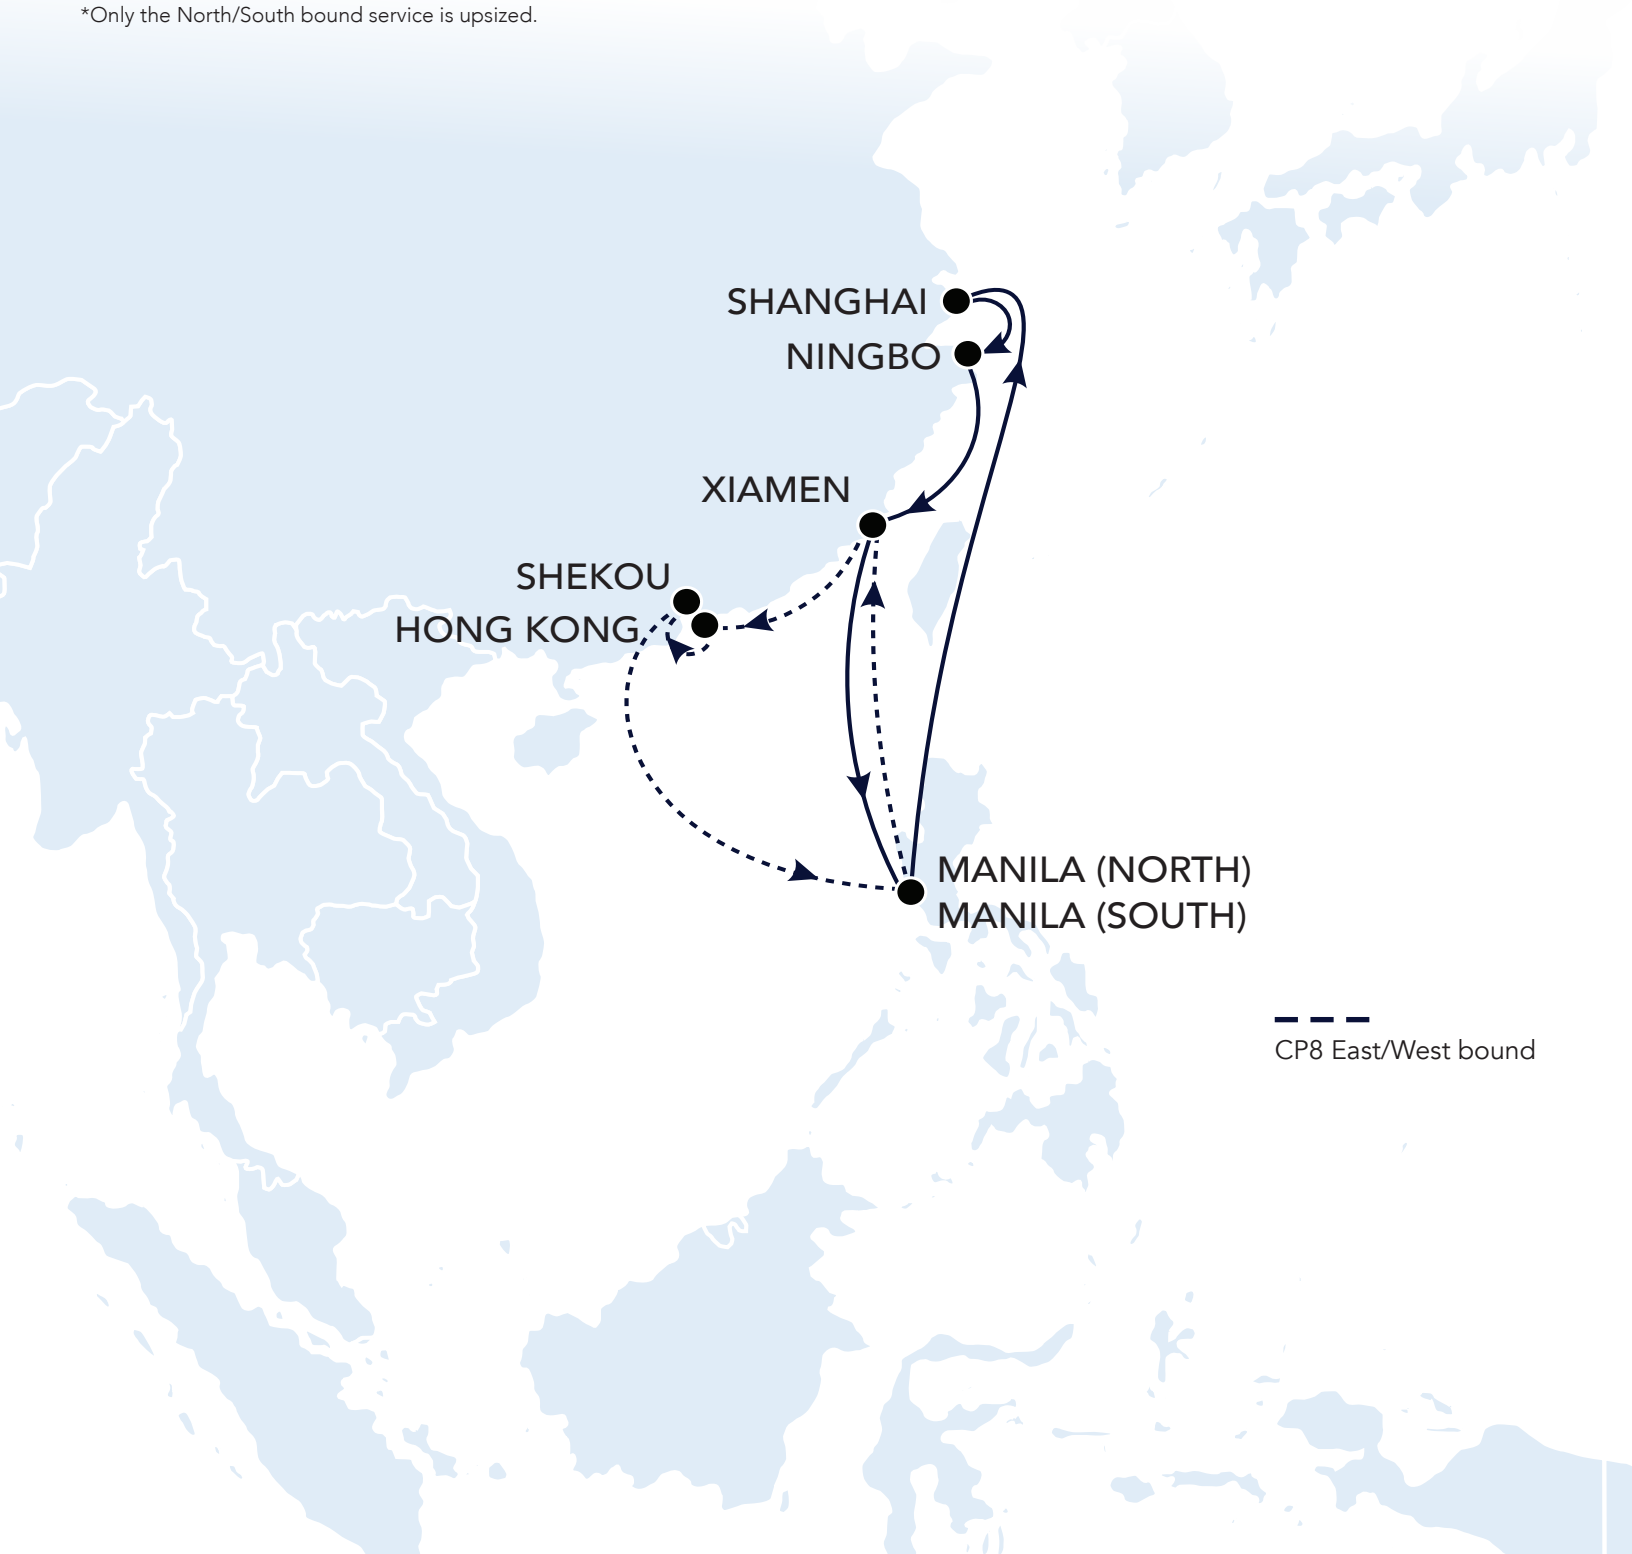 *Only the North/South bound service is upsized.
SHANGHAI
NINGBO
XIAMEN
SHEKOU
HONG KONG
MANILA (NORTH)
MANILA (SOUTH)
CP8 East/West bound